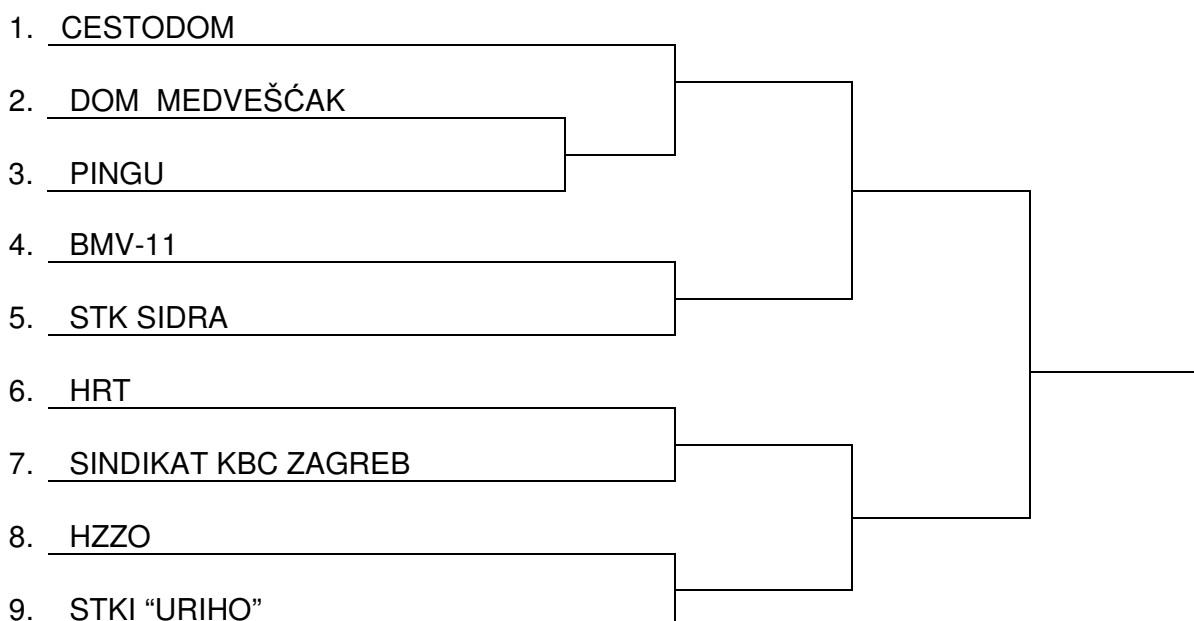 1. CESTODOM
2. DOM MEDVEŠĆAK
3. PINGU
4. BMV-11
5. STK SIDRA
6. HRT
7. SINDIKAT KBC ZAGREB
8. HZZO
9. STKI “URIHO”